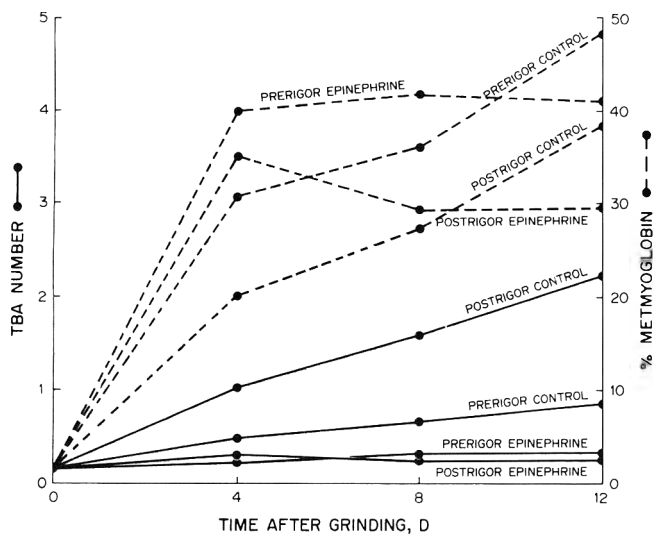 5
4
3
2
1
0
TBA NUMBER
50
40
30
20
10
0
% METMYOGLOBIN
PRERIGOR EPINEPHRINE
PRERIGOR CONTROL
POSTRIGOR CONTROL
POSTRIGOR EPINEPHRINE
POSTRIGOR CONTROL
PRERIGOR CONTROL
PRERIGOR EPINEPHRINE
POSTRIGOR EPINEPHRINE
0 4 8 12
TIME AFTER GRINDING, D